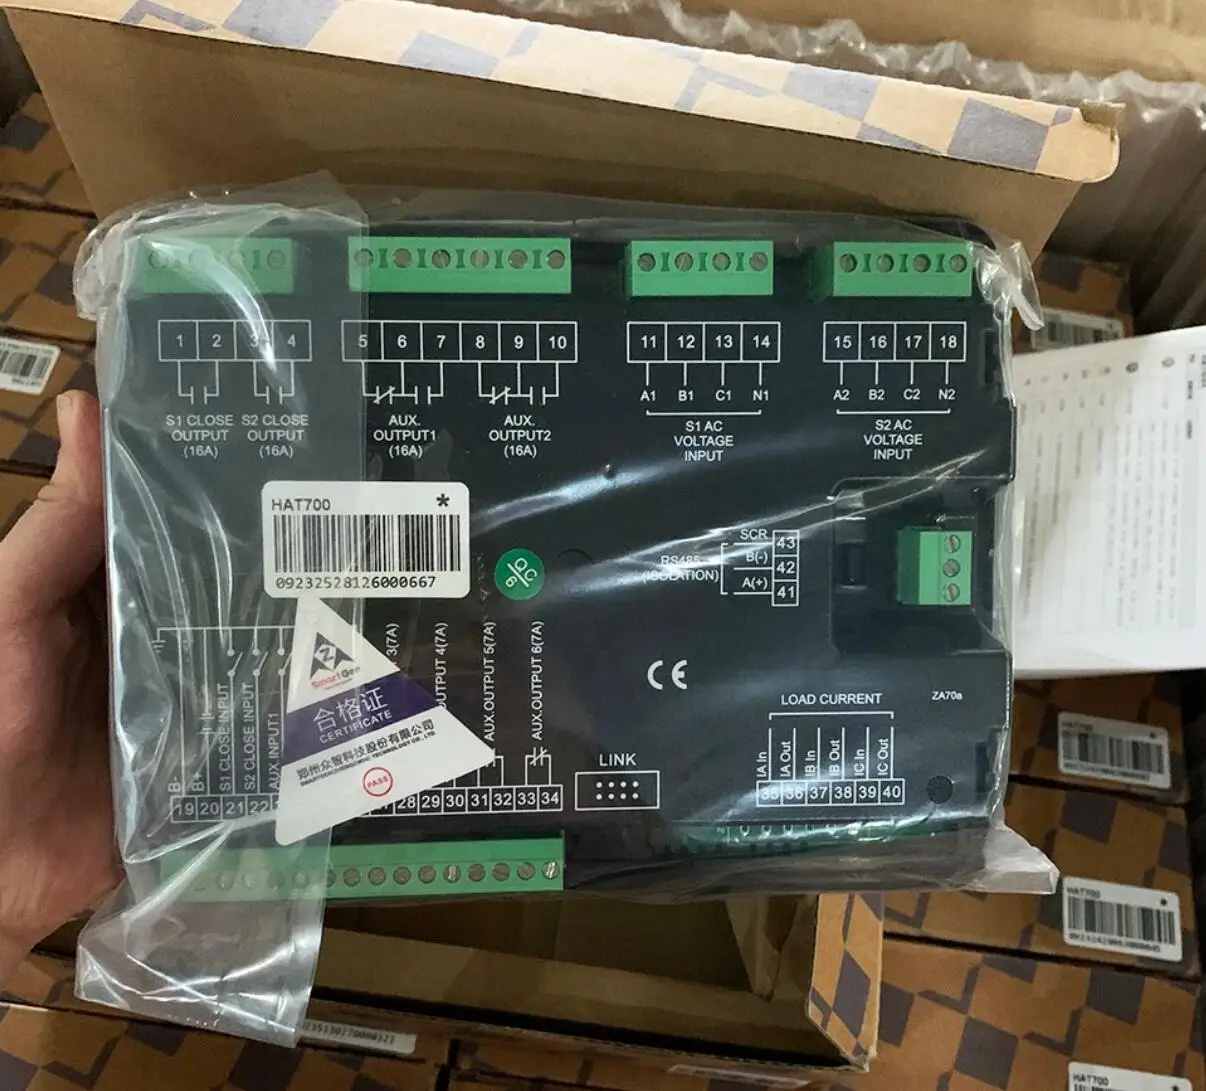 1 2 3 4
S1 CLOSE OUTPUT (16A)
S2 CLOSE OUTPUT (16A)
5 6 7 8 9 10
AUX. OUTPUT1 (16A)
AUX. OUTPUT2 (16A)
11 12 13 14
A1 B1 C1 N1
S1 AC
VOLTAGE
INPUT
15 16 17 18
A2 B2 C2 N2
S2 AC
VOLTAGE
INPUT
HAT700 *
09232528126000667
QC
9
SCR 43
B(-) 42
A(+) 41
RS485
(ISOLATION)
CE
ZA70a
LOAD CURRENT
IA In
IA Out
IB In
IB Out
IC In
IC Out
35 36 37 38 39 40
LINK
SmartGen
合格证
CERTIFICATE
郑州众智科技股份有限公司
PASS
B-
B+
S1 CLOSE INPUT
S2 CLOSE INPUT
AUX.INPUT1
3(7A)
OUTPUT 4(7A)
AUX.OUTPUT 5(7A)
AUX.OUTPUT 6(7A)
19 20 21 22
28 29 30 31 32 33 34
HAT700
HAT700 *
HAT700